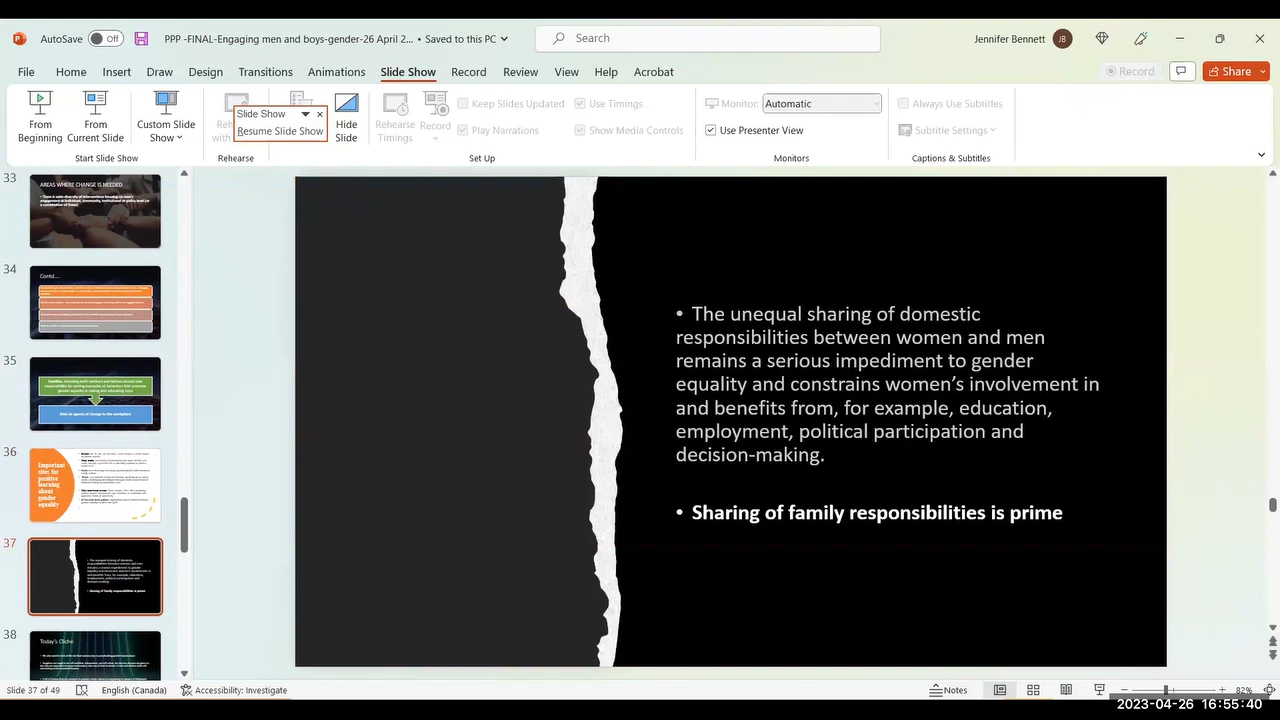 AutoSave Off PPP -FINAL-Engaging men and boys-gender-26 April 2... • Saved to this PC Search Jennifer Bennett JB
File Home Insert Draw Design Transitions Animations Slide Show Record Review View Help Acrobat Record Share
From Beginning
From Current Slide
Custom Slide Show
Start Slide Show
Slide Show
Resume Slide Show
Rehearse
Hide Slide
Rehearse Timings
Record
Keep Slides Updated
Play Narrations
Use Timings
Show Media Controls
Set Up
Monitor: Automatic
Use Presenter View
Monitors
Always Use Subtitles
Subtitle Settings
Captions & Subtitles
33
AREAS WHERE CHANGE IS NEEDED
34
Contd....
35
Men as agents of change in the workplace
36
Important
sites for
positive
learning
about
gender
equality
37
38
Today's Cliche
• The unequal sharing of domestic
responsibilities between women and men
remains a serious impediment to gender
equality and constrains women’s involvement in
and benefits from, for example, education,
employment, political participation and
decision-making.
• Sharing of family responsibilities is prime
Slide 37 of 49 English (Canada) Accessibility: Investigate Notes 82%
2023-04-26 16:55:40